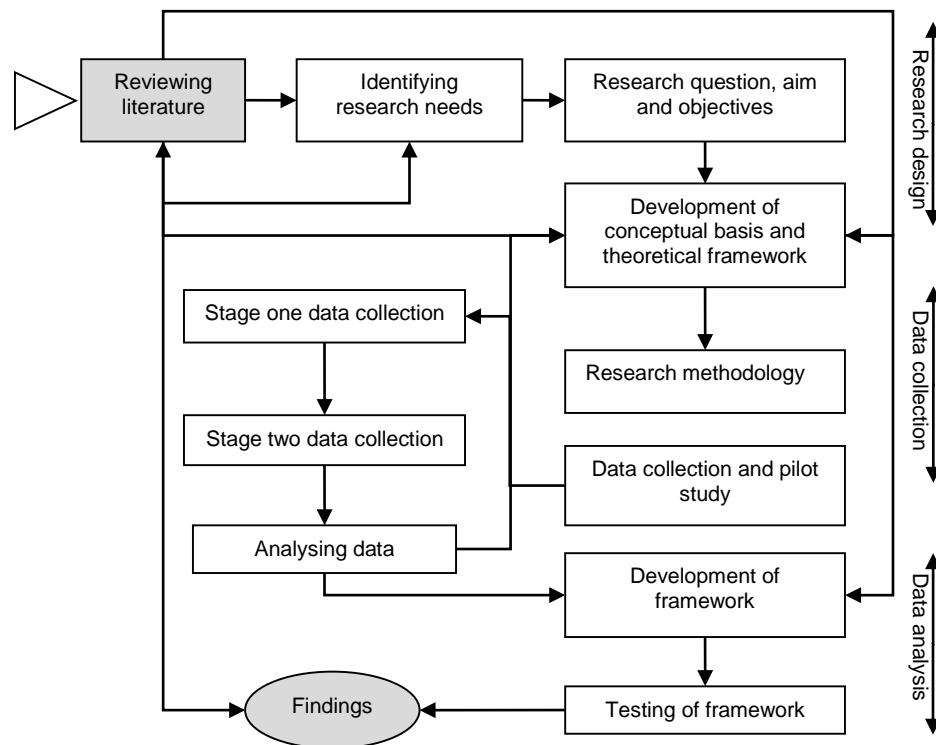 Reviewing
literature
Identifying
research needs
Research question, aim
and objectives
Research design
Development of
conceptual basis and
theoretical framework
Stage one data collection
Research methodology
Data collection
Stage two data collection
Data collection and pilot
study
Analysing data
Development of
framework
Data analysis
Findings
Testing of framework